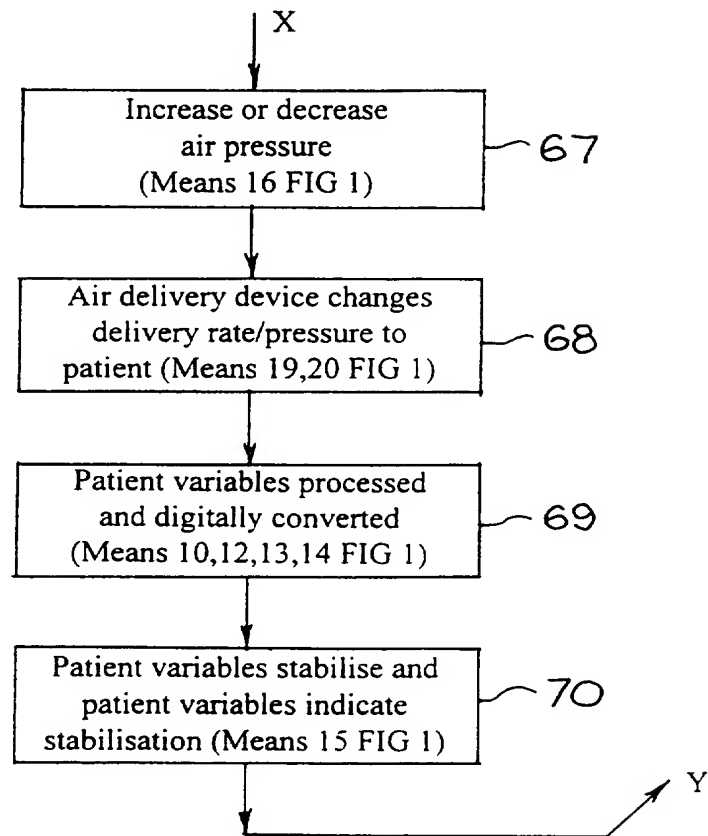 X
Increase or decrease
air pressure
(Means 16 FIG 1)
67
Air delivery device changes
delivery rate/pressure to
patient (Means 19,20 FIG 1)
68
Patient variables processed
and digitally converted
(Means 10,12,13,14 FIG 1)
69
Patient variables stabilise and
patient variables indicate
stabilisation (Means 15 FIG 1)
70
Y